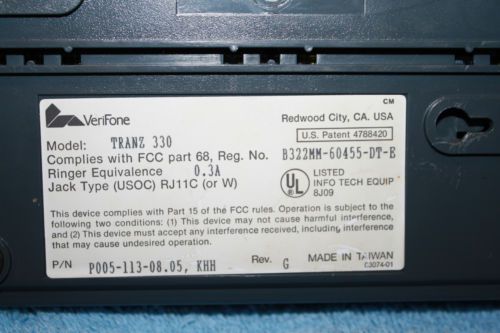 CM
VeriFone
Redwood City, CA. USA
U.S. Patent 4788420
Model: TRANZ 330
Complies with FCC part 68, Reg. No. B322MM-60455-DT-E
Ringer Equivalence 0.3A
Jack Type (USOC) RJ11C (or W)
UL
LISTED
INFO TECH EQUIP
8J09
This device complies with Part 15 of the FCC rules. Operation is subject to the
following two conditions: (1) This device may not cause harmful interference,
and (2) This device must accept any interference received, including interference
that may cause undesired operation.
P/N P005-113-08.05, KHH Rev. G MADE IN TAIWAN
03074-01